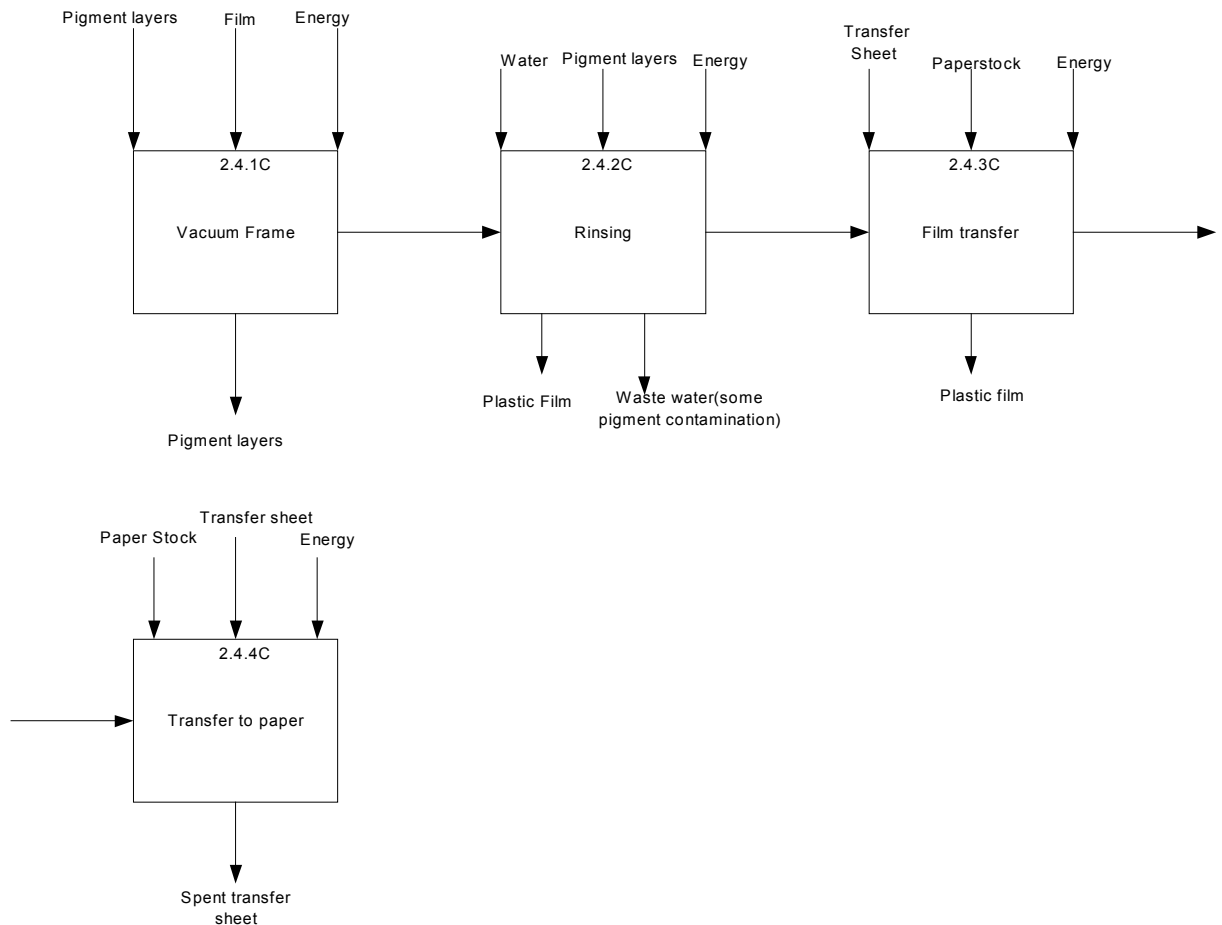 Pigment layers
Film
Energy
2.4.1C
Vacuum Frame
Pigment layers
Water
Pigment layers
Energy
2.4.2C
Rinsing
Plastic Film
Waste water(some
pigment contamination)
Transfer
Sheet
Paperstock
Energy
2.4.3C
Film transfer
Plastic film
Paper Stock
Transfer sheet
Energy
2.4.4C
Transfer to paper
Spent transfer
sheet